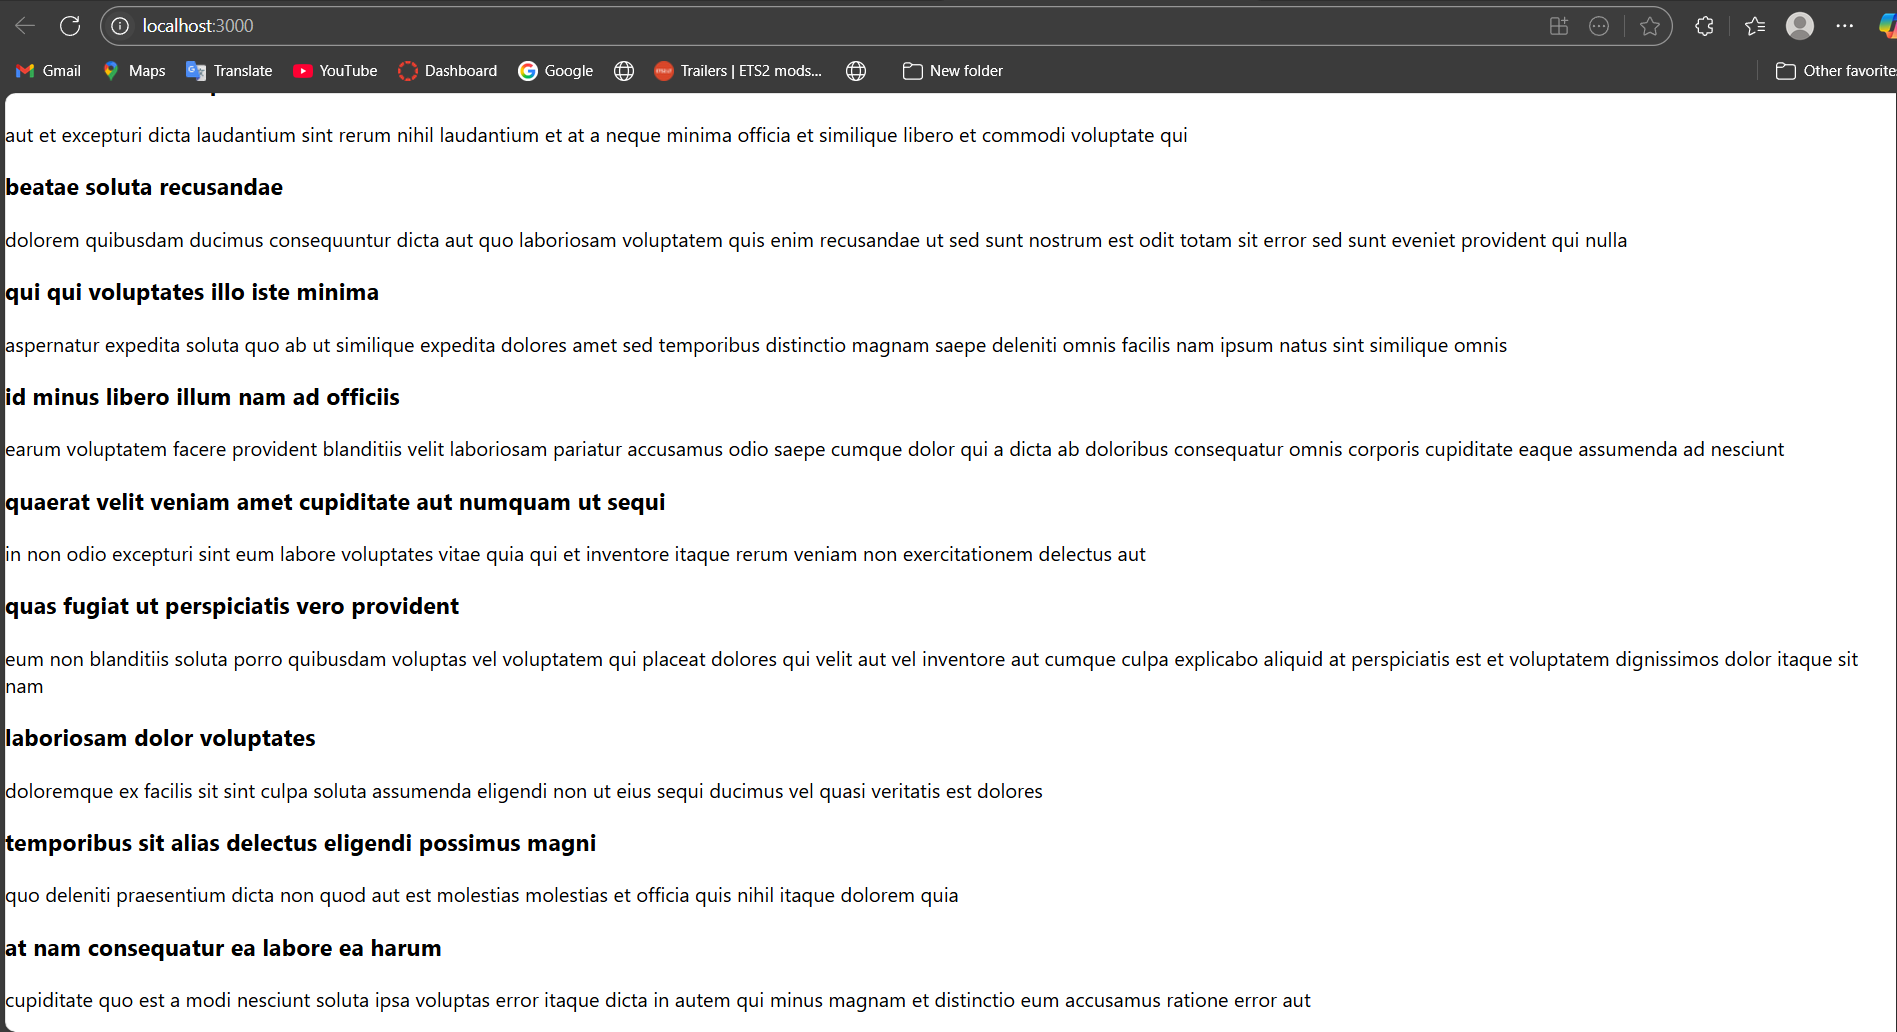 localhost:3000
Gmail Maps Translate YouTube Dashboard Google Trailers | ETS2 mods... New folder Other favorite
aut et excepturi dicta laudantium sint rerum nihil laudantium et at a neque minima officia et similique libero et commodi voluptate qui
beatae soluta recusandae
dolorem quibusdam ducimus consequuntur dicta aut quo laboriosam voluptatem quis enim recusandae ut sed sunt nostrum est odit totam sit error sed sunt eveniet provident qui nulla
qui qui voluptates illo iste minima
aspernatur expedita soluta quo ab ut similique expedita dolores amet sed temporibus distinctio magnam saepe deleniti omnis facilis nam ipsum natus sint similique omnis
id minus libero illum nam ad officiis
earum voluptatem facere provident blanditiis velit laboriosam pariatur accusamus odio saepe cumque dolor qui a dicta ab doloribus consequatur omnis corporis cupiditate eaque assumenda ad nesciunt
quaerat velit veniam amet cupiditate aut numquam ut sequi
in non odio excepturi sint eum labore voluptates vitae quia qui et inventore itaque rerum veniam non exercitationem delectus aut
quas fugiat ut perspiciatis vero provident
eum non blanditiis soluta porro quibusdam voluptas vel voluptatem qui placeat dolores qui velit aut vel inventore aut cumque culpa explicabo aliquid at perspiciatis est et voluptatem dignissimos dolor itaque sit
nam
laboriosam dolor voluptates
doloremque ex facilis sit sint culpa soluta assumenda eligendi non ut eius sequi ducimus vel quasi veritatis est dolores
temporibus sit alias delectus eligendi possimus magni
quo deleniti praesentium dicta non quod aut est molestias molestias et officia quis nihil itaque dolorem quia
at nam consequatur ea labore ea harum
cupiditate quo est a modi nesciunt soluta ipsa voluptas error itaque dicta in autem qui minus magnam et distinctio eum accusamus ratione error aut